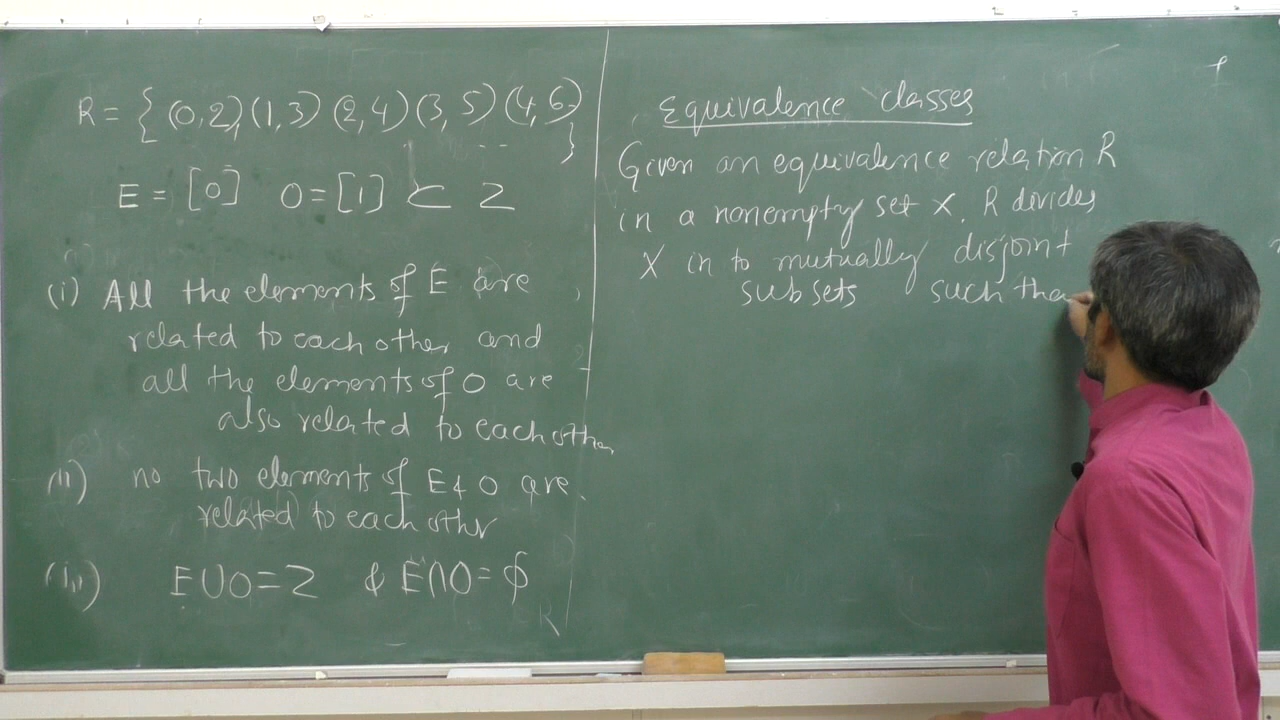 R = { (0,2), (1,3) (2,4) (3,5) (4,6) -- }
E = [0] O = [1] ⊂ Z
(i) All the elements of E are
related to each other and
all the elements of O are
also related to each other
(ii) no two elements of E & O are
related to each other
(iii) E∪O = Z & E∩O = ϕ
Equivalence classes
Given an equivalence relation R
in a nonempty set X, R divides
X in to mutually disjoint
subsets such tha